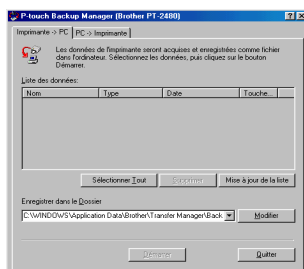 P-touch Backup Manager (Brother PT-2480)
Imprimante -> PC PC -> Imprimante
Les données de l'imprimante seront acquises et enregistrées comme fichier
dans l'ordinateur. Sélectionnez les données, puis cliquez sur le bouton
Démarrer.
Liste des données:
Nom Type Date Touche...
Sélectionner Tout Supprimer Mise à jour de la liste
Enregistrer dans le Dossier
C:\WINDOWS\Application Data\Brother\Transfer Manager\Back Modifier
Démarrer Quitter